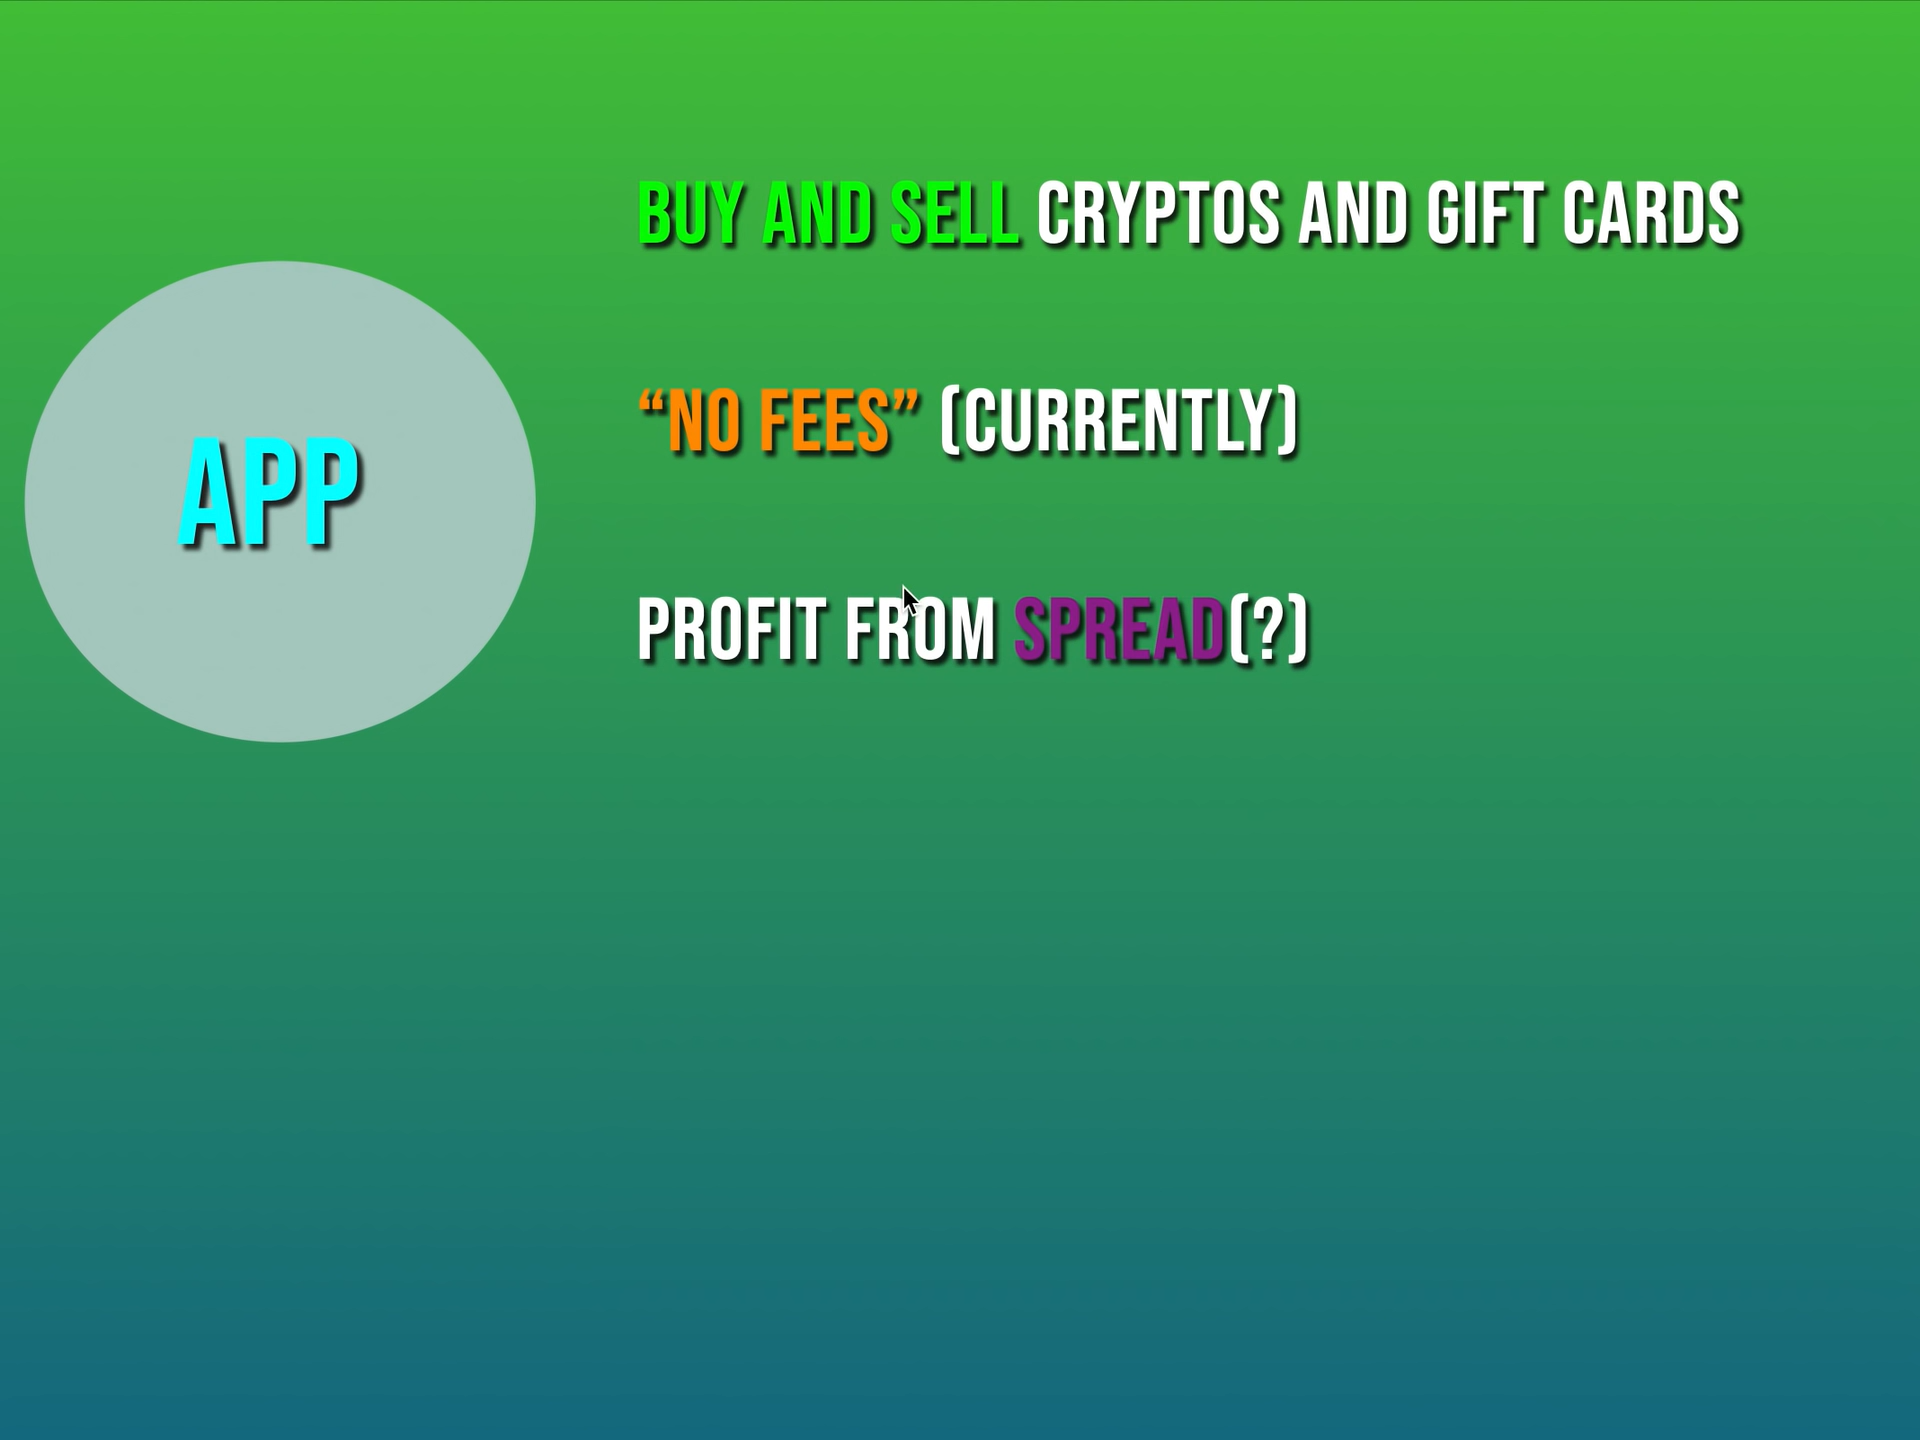 BUY AND SELL CRYPTOS AND GIFT CARDS
APP
“NO FEES” (CURRENTLY)
PROFIT FROM SPREAD(?)